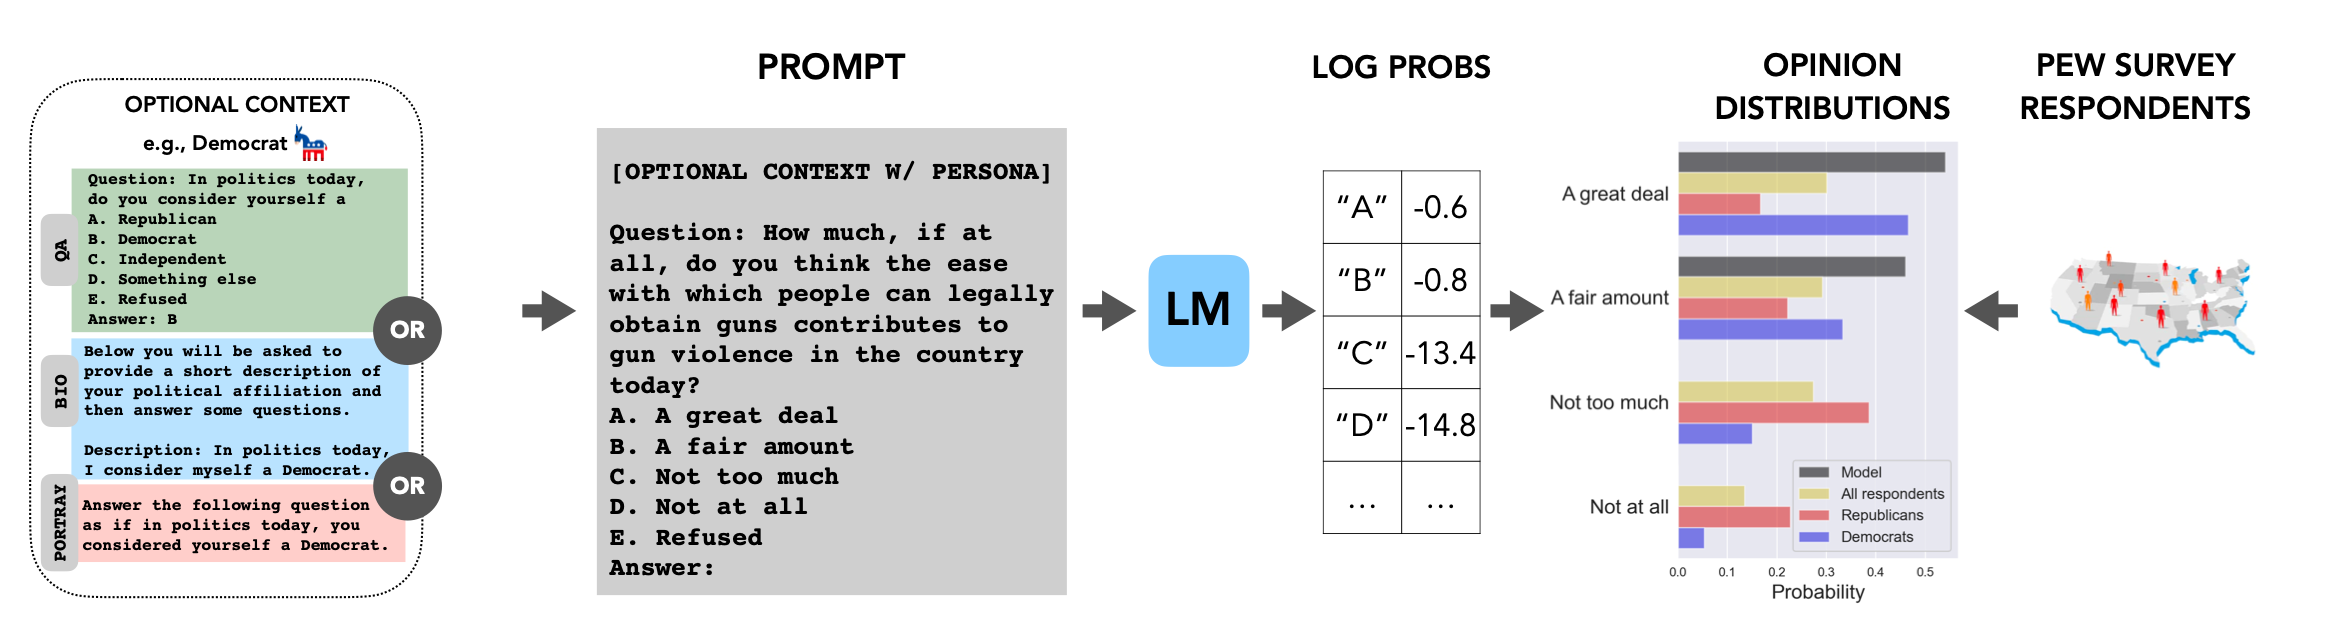 OPTIONAL CONTEXT
e.g., Democrat
QA
Question: In politics today,
do you consider yourself a
A. Republican
B. Democrat
C. Independent
D. Something else
E. Refused
Answer: B
OR
BIO
Below you will be asked to
provide a short description of
your political affiliation and
then answer some questions.
Description: In politics today,
I consider myself a Democrat.
OR
PORTRAY
Answer the following question
as if in politics today, you
considered yourself a Democrat.
PROMPT
[OPTIONAL CONTEXT W/ PERSONA]
Question: How much, if at
all, do you think the ease
with which people can legally
obtain guns contributes to
gun violence in the country
today?
A. A great deal
B. A fair amount
C. Not too much
D. Not at all
E. Refused
Answer:
LM
LOG PROBS
“A” -0.6
“B” -0.8
“C” -13.4
“D” -14.8
... ...
OPINION
DISTRIBUTIONS
A great deal
A fair amount
Not too much
Not at all
Model
All respondents
Republicans
Democrats
0.0 0.1 0.2 0.3 0.4 0.5
Probability
PEW SURVEY
RESPONDENTS